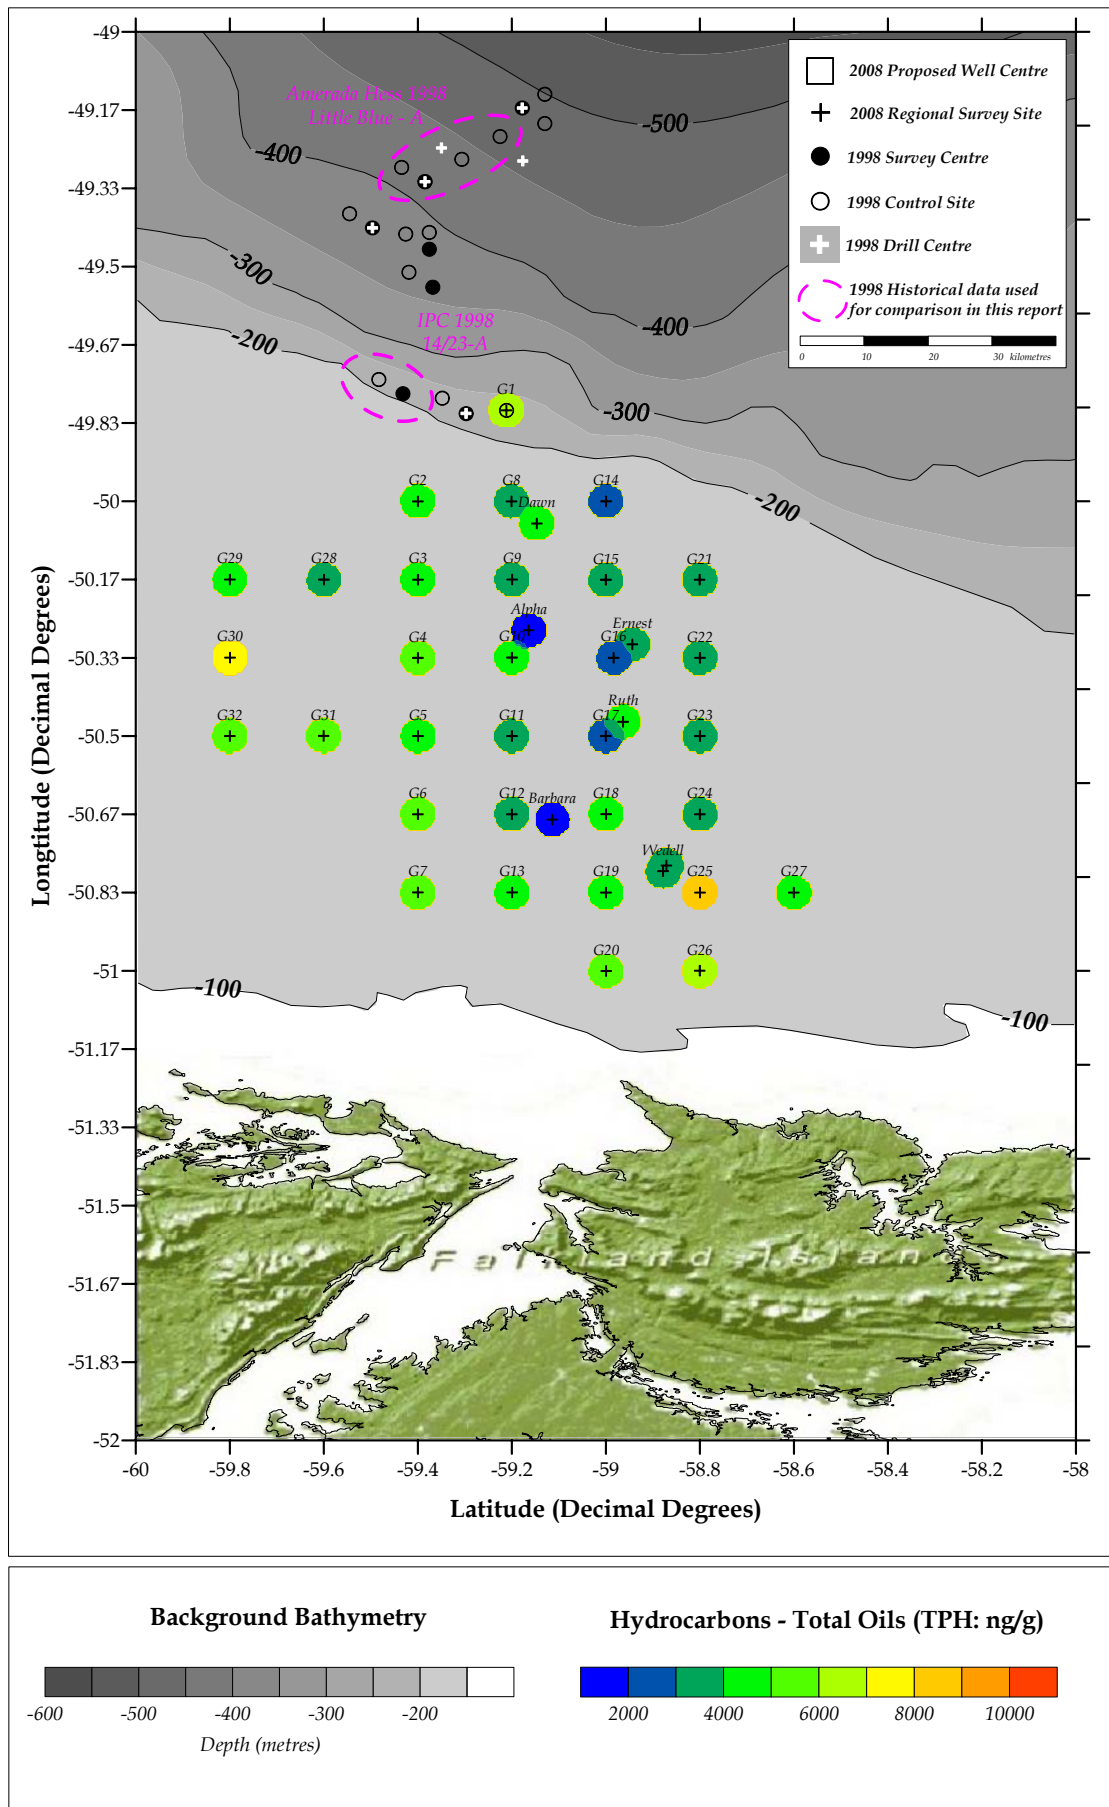 -49
-49.17
-49.33
-49.5
-49.67
-49.83
-50
-50.17
-50.33
-50.5
-50.67
-50.83
-51
-51.17
-51.33
-51.5
-51.67
-51.83
-52
Longtitude (Decimal Degrees)
Amerada Hess 1998
Little Blue - A
-500
-400
-300
-400
-200
IPC 1998
14/23-A
-300
-200
2008 Proposed Well Centre
2008 Regional Survey Site
1998 Survey Centre
1998 Control Site
1998 Drill Centre
1998 Historical data used
for comparison in this report
0 10 20 30 kilometres
G1
G2 G8 G14
Dawn
G29 G28 G3 G9 G15 G21
Alpha
Ernest
G30 G4 G10 G16 G22
Ruth
G32 G31 G5 G11 G17 G23
G6 G12 Barbara G18 G24
Wedell
G7 G13 G19 G25 G27
G20 G26
-100
-100
Falkland Islands
-60 -59.8 -59.6 -59.4 -59.2 -59 -58.8 -58.6 -58.4 -58.2 -58
Latitude (Decimal Degrees)
Background Bathymetry
-600 -500 -400 -300 -200
Depth (metres)
Hydrocarbons - Total Oils (TPH: ng/g)
2000 4000 6000 8000 10000